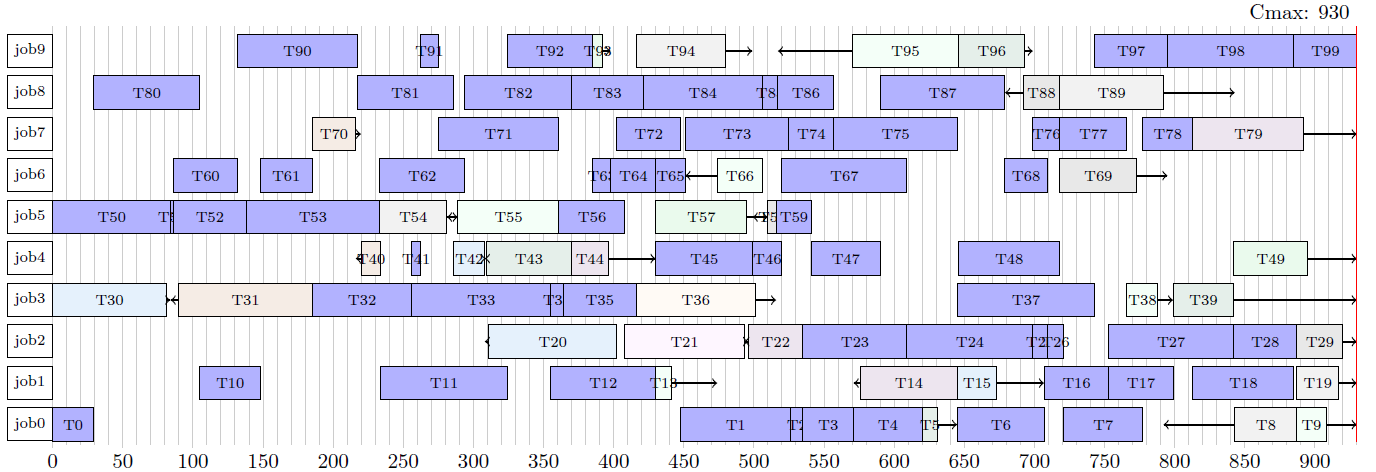 Cmax: 930
job9 T90 T91 T92 T93 T94 T95 T96 T97 T98 T99
job8 T80 T81 T82 T83 T84 T8 T86 T87 T88 T89
job7 T70 T71 T72 T73 T74 T75 T76 T77 T78 T79
job6 T60 T61 T62 T63 T64 T65 T66 T67 T68 T69
job5 T50 T5 T52 T53 T54 T55 T56 T57 T5 T59
job4 T40 T41 T42 T43 T44 T45 T46 T47 T48 T49
job3 T30 T31 T32 T33 T3 T35 T36 T37 T38 T39
job2 T20 T21 T22 T23 T24 T2 T26 T27 T28 T29
job1 T10 T11 T12 T13 T14 T15 T16 T17 T18 T19
job0 T0 T1 T2 T3 T4 T5 T6 T7 T8 T9
0 50 100 150 200 250 300 350 400 450 500 550 600 650 700 750 800 850 900